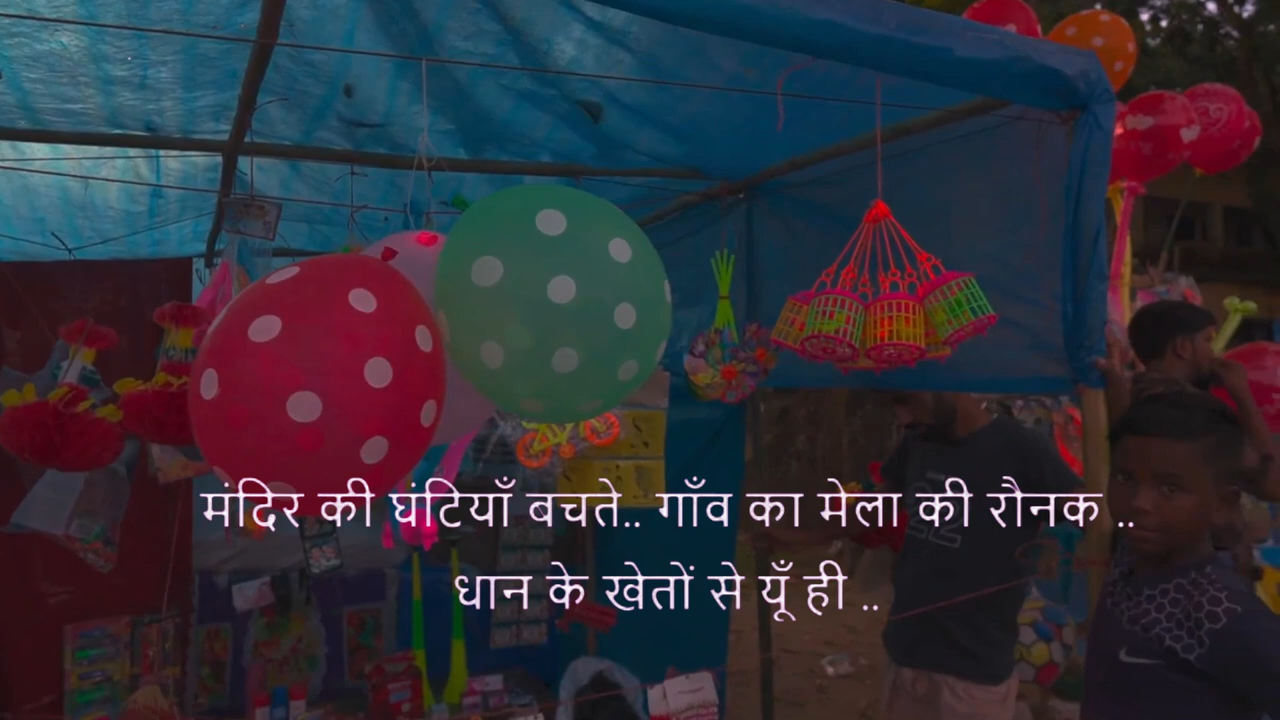 मंदिर की घंटियाँ बचते.. गाँव का मेला की रौनक ..
धान के खेतों से यूँ ही ..